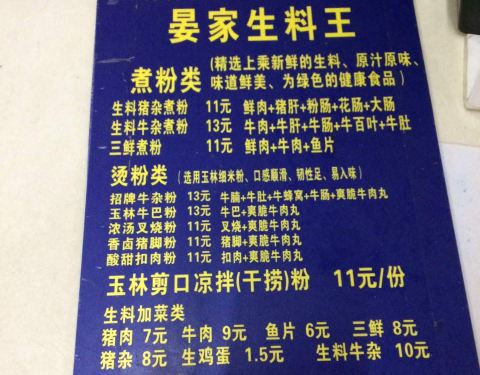 晏家生料王
煮粉类(精选上乘新鲜的生料、原汁原味、
味道鲜美、为绿色的健康食品)
生料猪杂煮粉 11元 鲜肉+猪肝+粉肠+花肠+大肠
生料牛杂煮粉 13元 牛肉+牛肝+牛肠+牛百叶+牛肚
三鲜煮粉 11元 鲜肉+牛肉+鱼片
烫粉类(选用玉林细米粉、口感顺滑、韧性足、易入味)
招牌牛杂粉 13元 牛腩+牛肚+牛蜂窝+牛肠+爽脆牛肉丸
玉林牛巴粉 13元 牛巴+爽脆牛肉丸
浓汤叉烧粉 11元 叉烧+爽脆牛肉丸
香卤猪脚粉 11元 猪脚+爽脆牛肉丸
酸甜扣肉粉 11元 扣肉+爽脆牛肉丸
玉林剪口凉拌(干捞)粉 11元/份
生料加菜类
猪肉 7元 牛肉 9元 鱼片 6元 三鲜 8元
猪杂 8元 生鸡蛋 1.5元 生料牛杂 10元